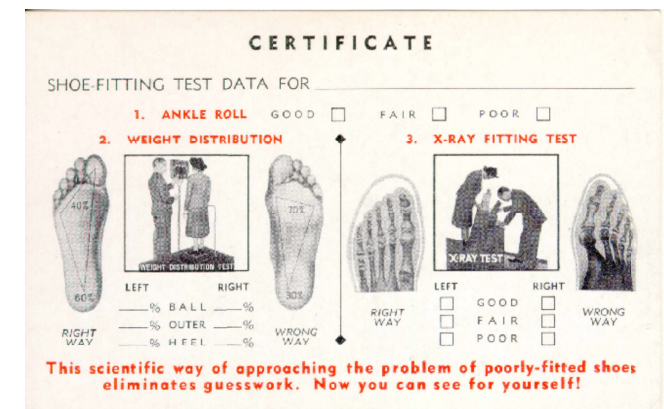 CERTIFICATE
SHOE-FITTING TEST DATA FOR
1. ANKLE ROLL GOOD FAIR POOR
2. WEIGHT DISTRIBUTION
40%
60%
RIGHT WAY
WEIGHT DISTRIBUTION TEST
70%
30%
WRONG WAY
LEFT RIGHT
% BALL %
% OUTER %
% HEEL %
3. X-RAY FITTING TEST
RIGHT WAY
X-RAY TEST
WRONG WAY
LEFT RIGHT
GOOD
FAIR
POOR
This scientific way of approaching the problem of poorly-fitted shoes
eliminates guesswork. Now you can see for yourself!